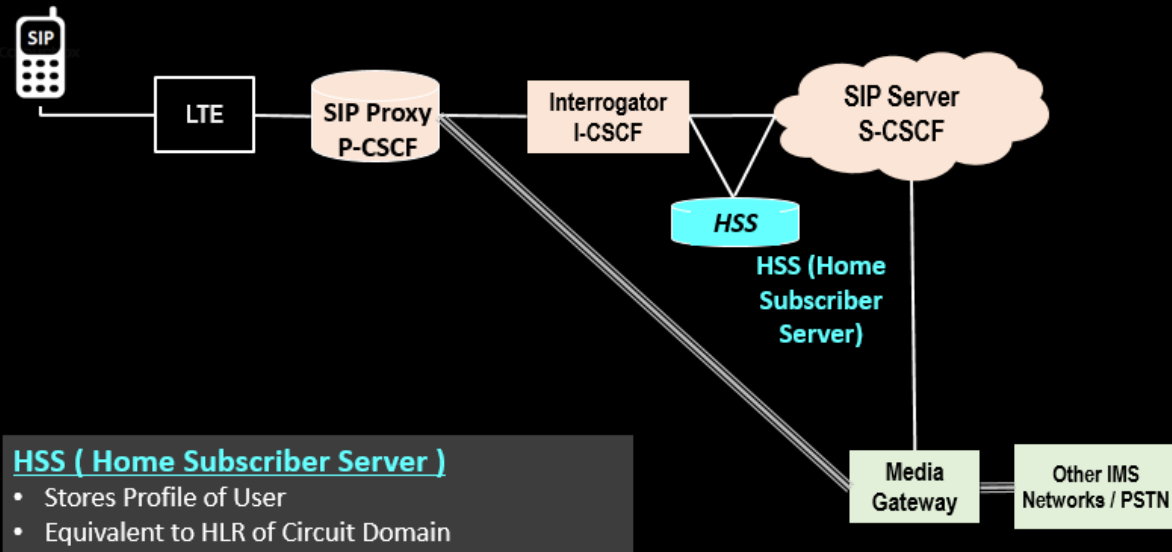 SIP
LTE
SIP Proxy
P-CSCF
Interrogator
I-CSCF
SIP Server
S-CSCF
HSS
HSS (Home
Subscriber
Server)
HSS ( Home Subscriber Server )
• Stores Profile of User
• Equivalent to HLR of Circuit Domain
Media
Gateway
Other IMS
Networks / PSTN